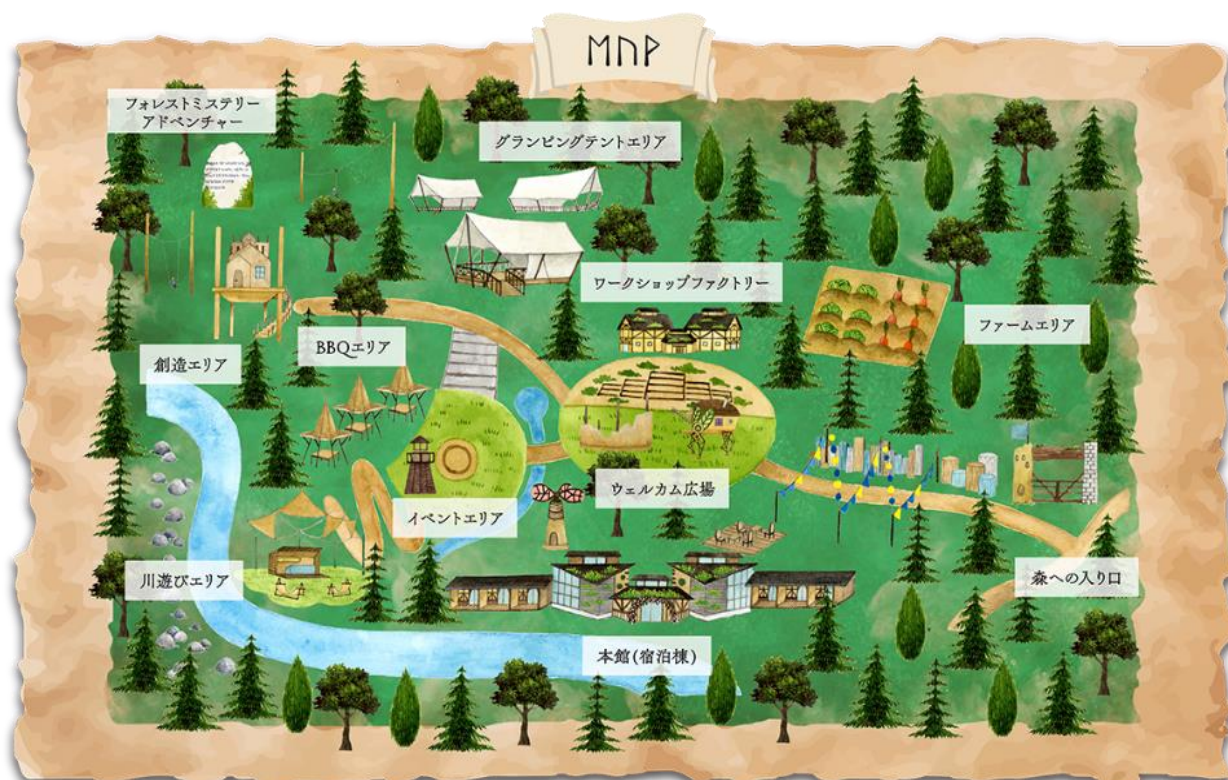 ᛖᚢᚹ
フォレストミステリー
アドベンチャー
グランピングテントエリア
ワークショップファクトリー
ファームエリア
BBQエリア
創造エリア
ウェルカム広場
イベントエリア
川遊びエリア
森への入り口
本館(宿泊棟)